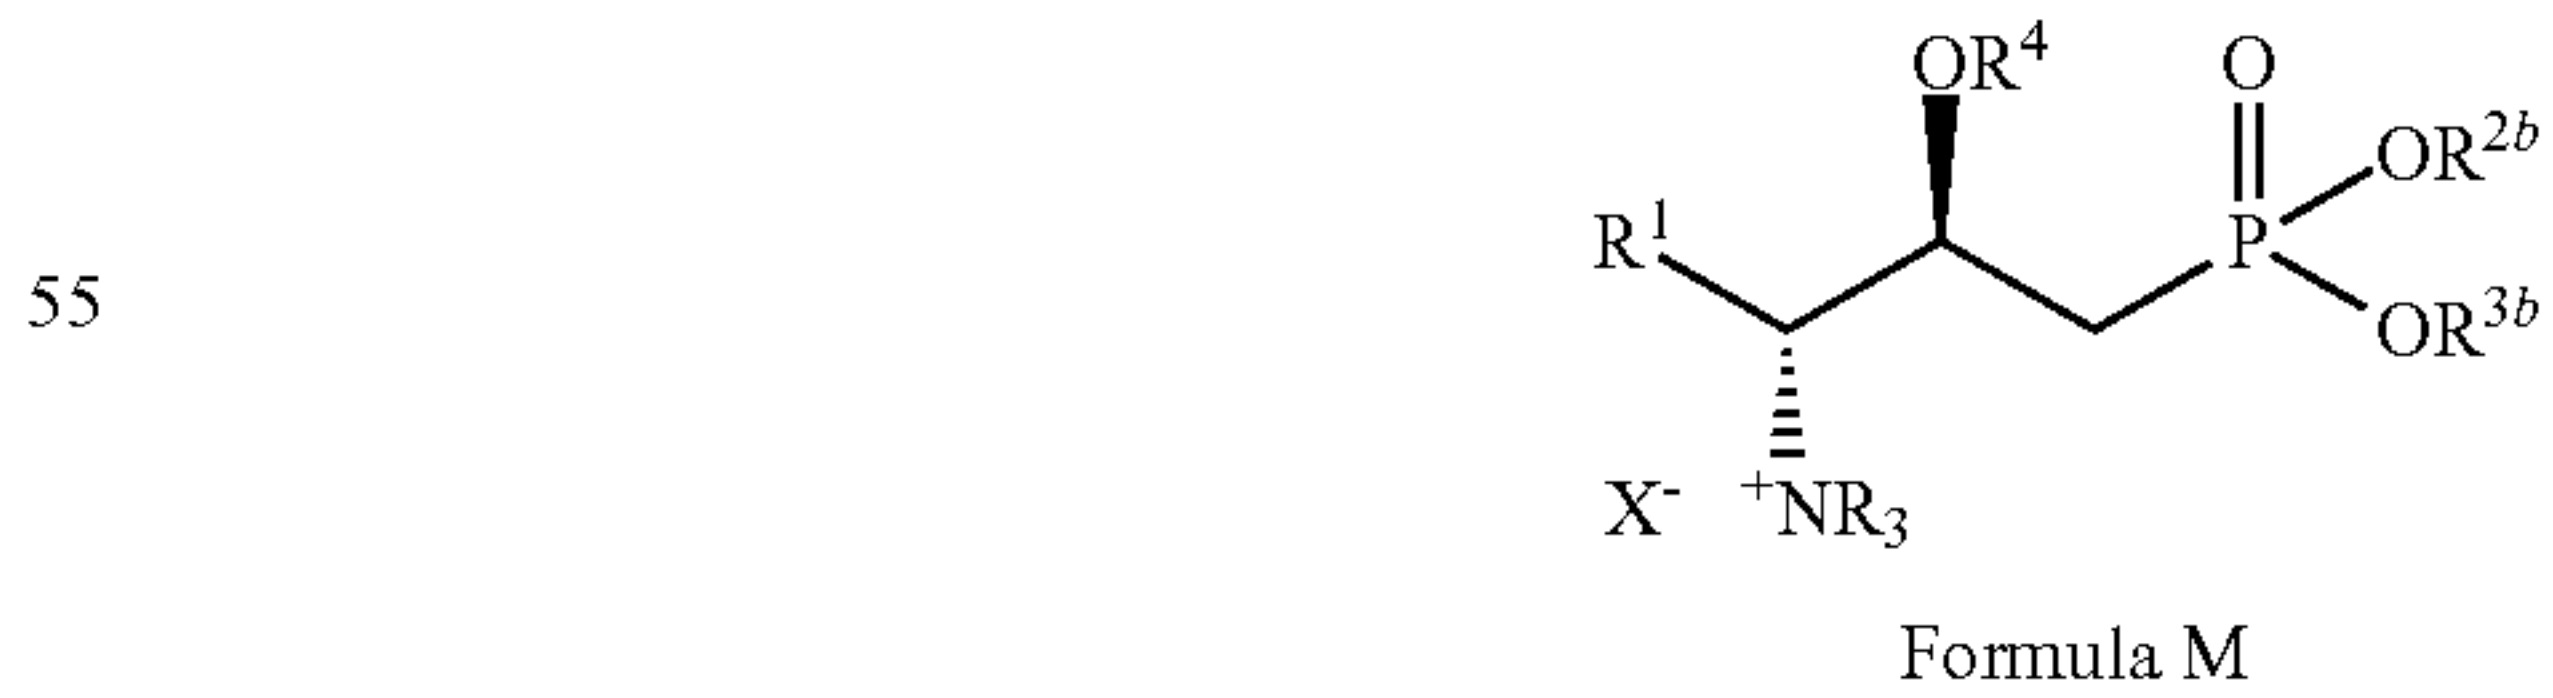 OR⁴ O
OR²ᵇ
R¹ P
55
OR³ᵇ
X⁻ ⁺NR₃
Formula M